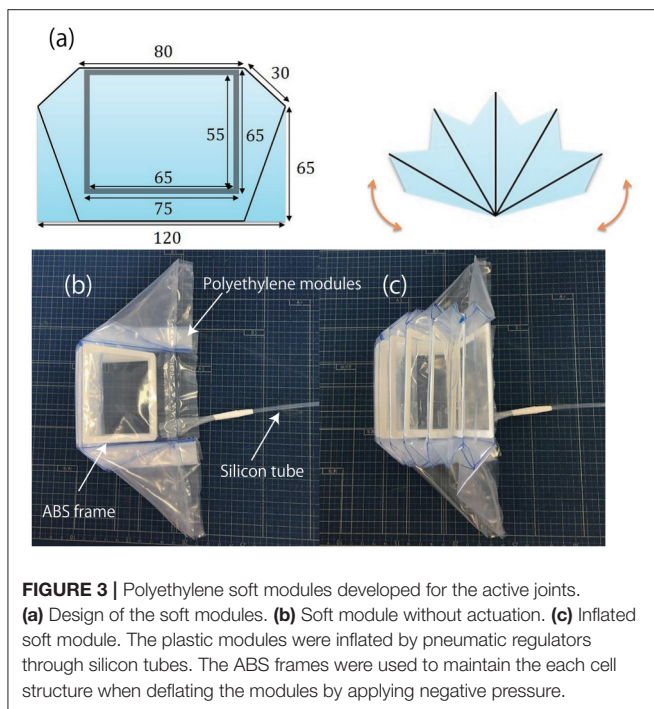 (a)
80
30
55
65
65
65
75
120
(b)
Polyethylene modules
(c)
Silicon tube
ABS frame
FIGURE 3 | Polyethylene soft modules developed for the active joints.
(a) Design of the soft modules. (b) Soft module without actuation. (c) Inflated
soft module. The plastic modules were inflated by pneumatic regulators
through silicon tubes. The ABS frames were used to maintain the each cell
structure when deflating the modules by applying negative pressure.